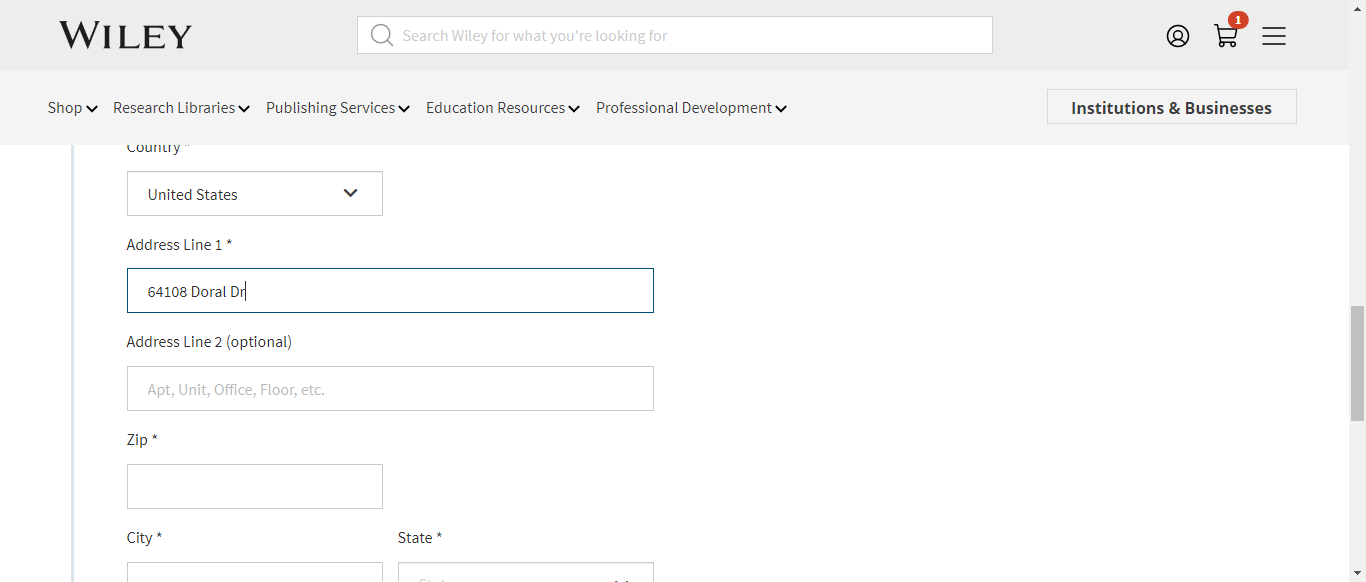 WILEY
Search Wiley for what you're looking for
1
Shop Research Libraries Publishing Services Education Resources Professional Development
Institutions & Businesses
Country *
United States
Address Line 1 *
64108 Doral Dr
Address Line 2 (optional)
Apt, Unit, Office, Floor, etc.
Zip *
City * State *
State